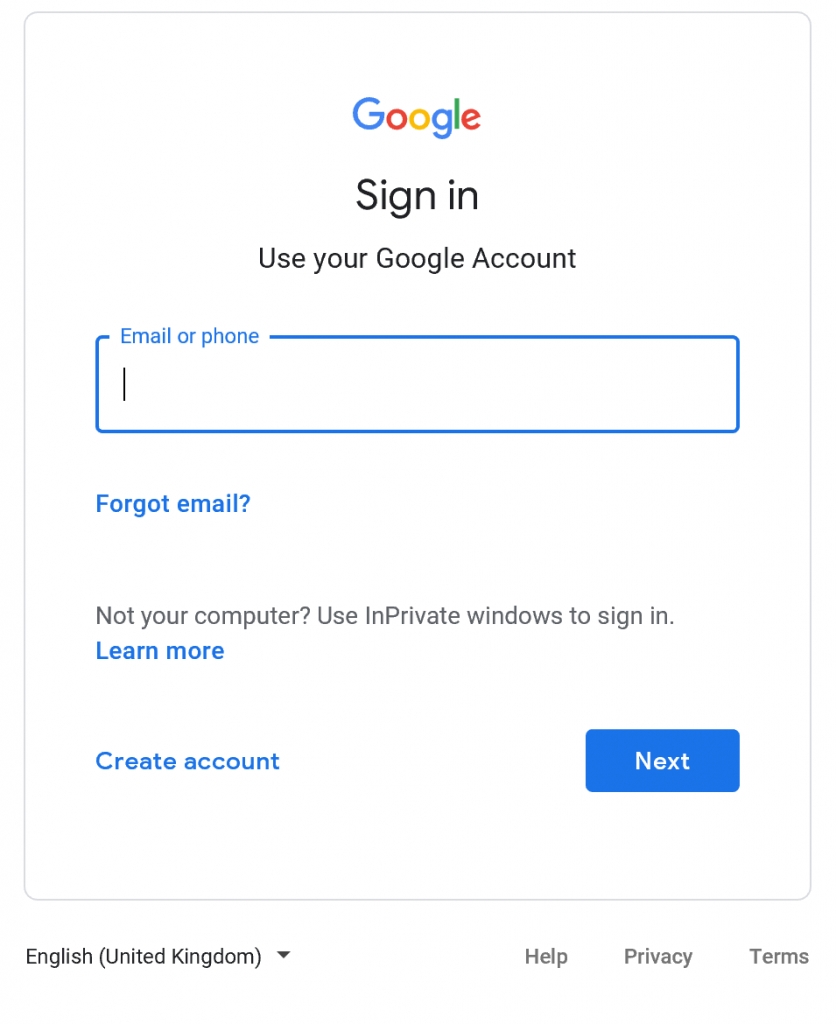 Google
Sign in
Use your Google Account
Email or phone
Forgot email?
Not your computer? Use InPrivate windows to sign in.
Learn more
Create account
Next
English (United Kingdom)
Help
Privacy
Terms